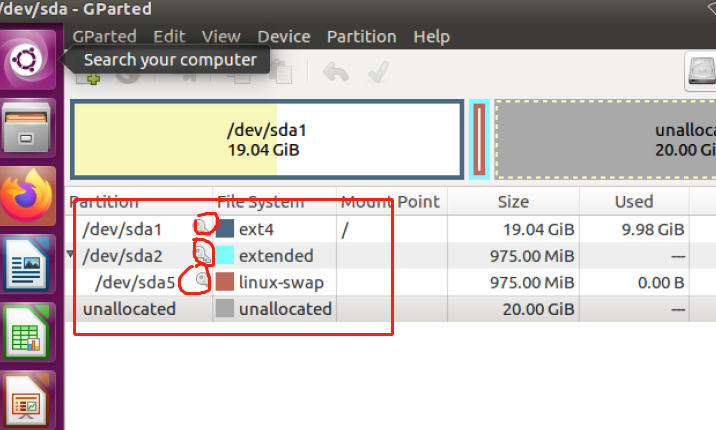 /dev/sda - GParted
GParted Edit View Device Partition Help
Search your computer
/dev/sda1
19.04 GiB
unalloca
20.00 Gi
Partition File System Mount Point Size Used
/dev/sda1 ext4 / 19.04 GiB 9.98 GiB
/dev/sda2 extended 975.00 MiB —
/dev/sda5 linux-swap 975.00 MiB 0.00 B
unallocated unallocated 20.00 GiB —